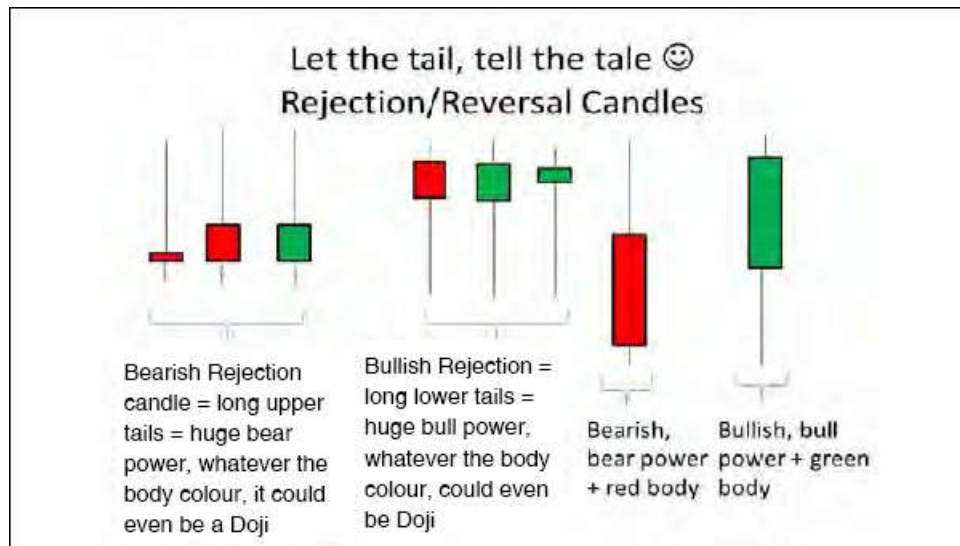 Let the tail, tell the tale ☺
Rejection/Reversal Candles
Bearish Rejection
candle = long upper
tails = huge bear
power, whatever the
body colour, it could
even be a Doji
Bullish Rejection =
long lower tails =
huge bull power,
whatever the body
colour, could even
be Doji
Bearish,
bear power
+ red body
Bullish, bull
power + green
body